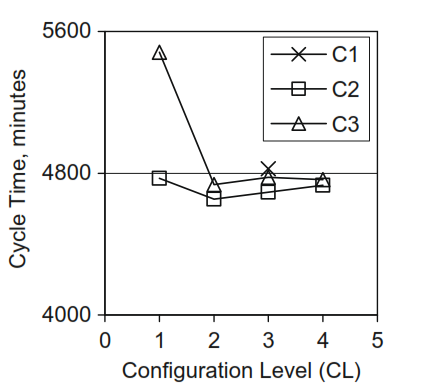 5600
C1
C2
C3
4800
4000
0 1 2 3 4 5
Cycle Time, minutes
Configuration Level (CL)